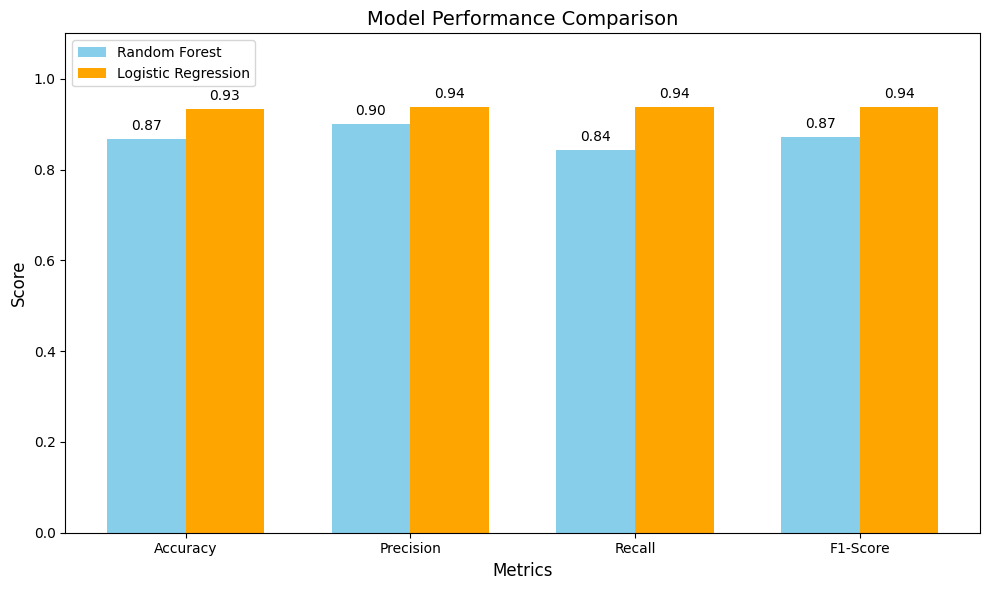 Model Performance Comparison
Random Forest
Logistic Regression
1.0
0.8
0.6
0.4
0.2
0.0
Score
0.87
0.93
0.90
0.94
0.84
0.94
0.87
0.94
Accuracy
Precision
Recall
F1-Score
Metrics